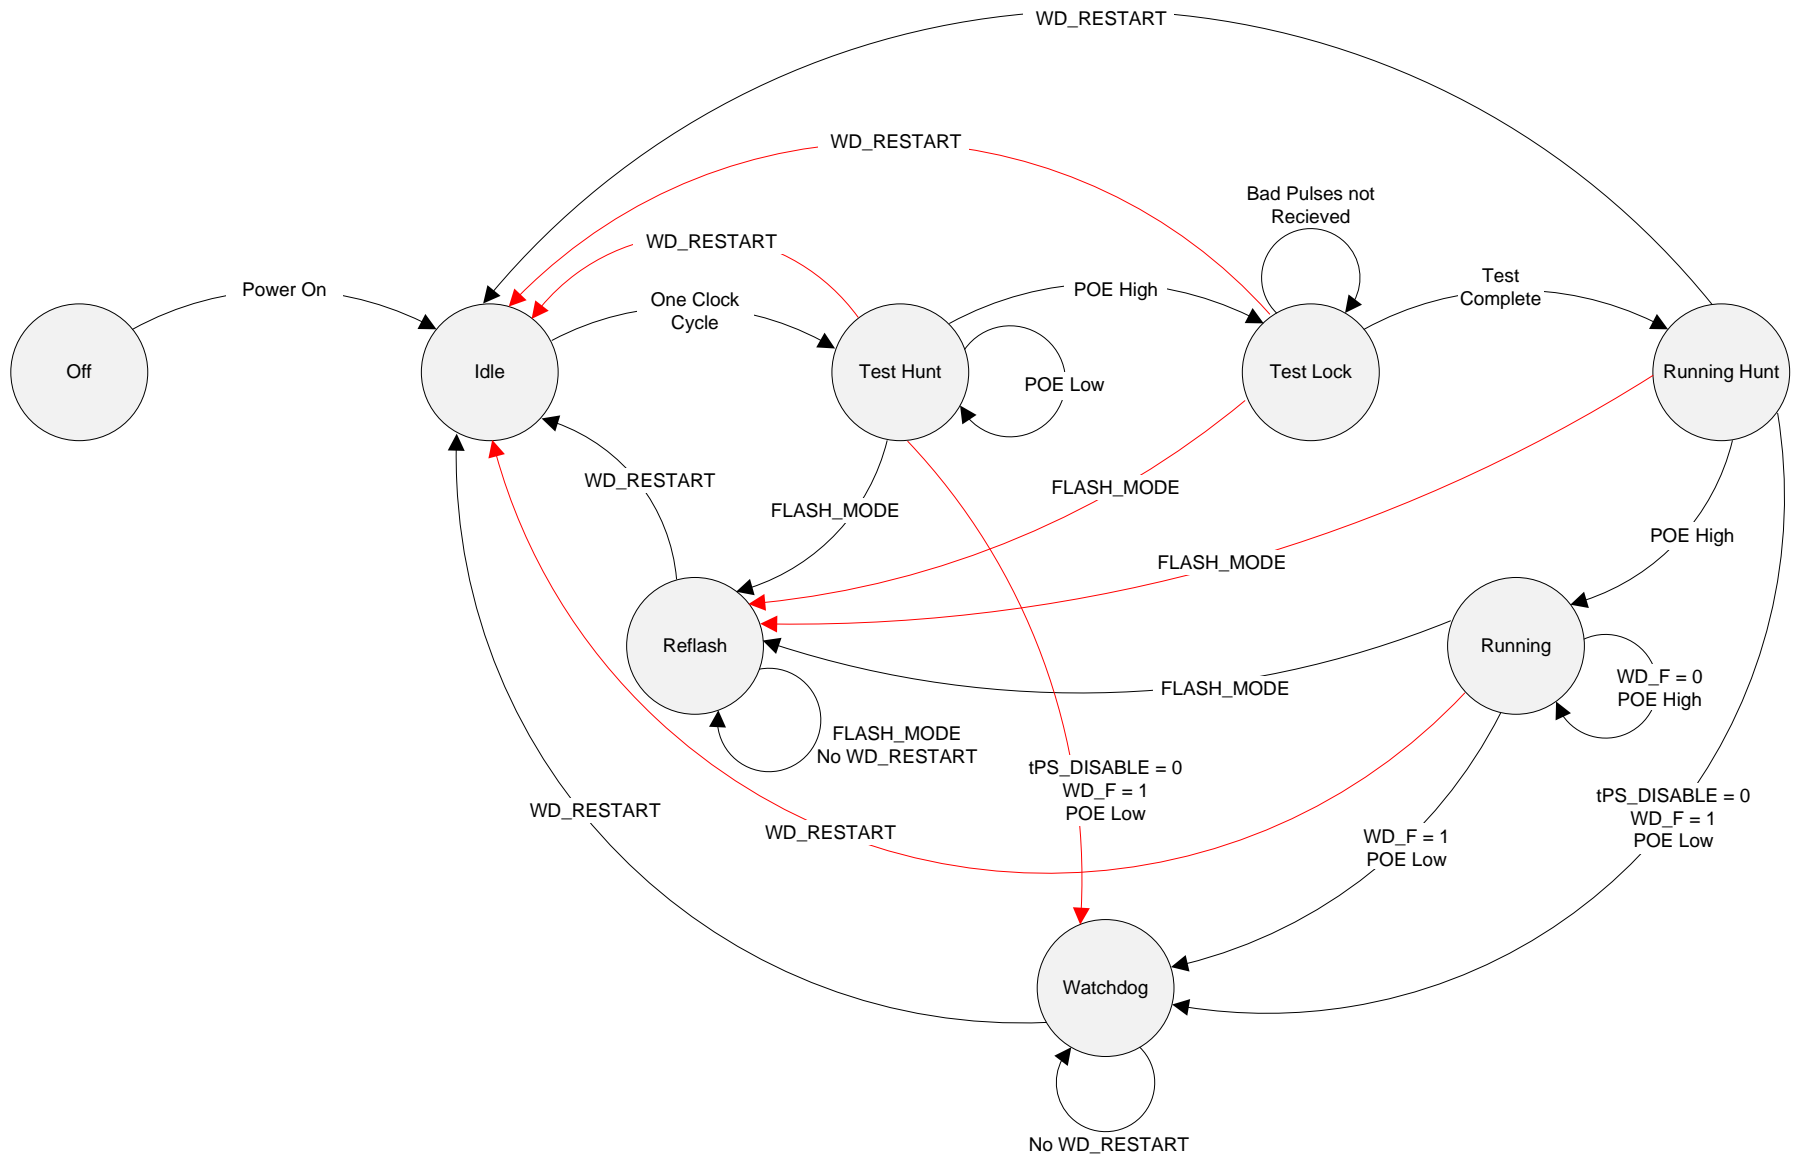 WD_RESTART
WD_RESTART
Bad Pulses not
Recieved
WD_RESTART
Power On
One Clock
Cycle
POE High
Test
Complete
Off
Idle
Test Hunt
POE Low
Test Lock
Running Hunt
WD_RESTART
FLASH_MODE
FLASH_MODE
POE High
FLASH_MODE
Reflash
Running
FLASH_MODE
WD_F = 0
POE High
FLASH_MODE
No WD_RESTART
tPS_DISABLE = 0
WD_F = 1
POE Low
WD_RESTART
WD_RESTART
WD_F = 1
POE Low
tPS_DISABLE = 0
WD_F = 1
POE Low
Watchdog
No WD_RESTART